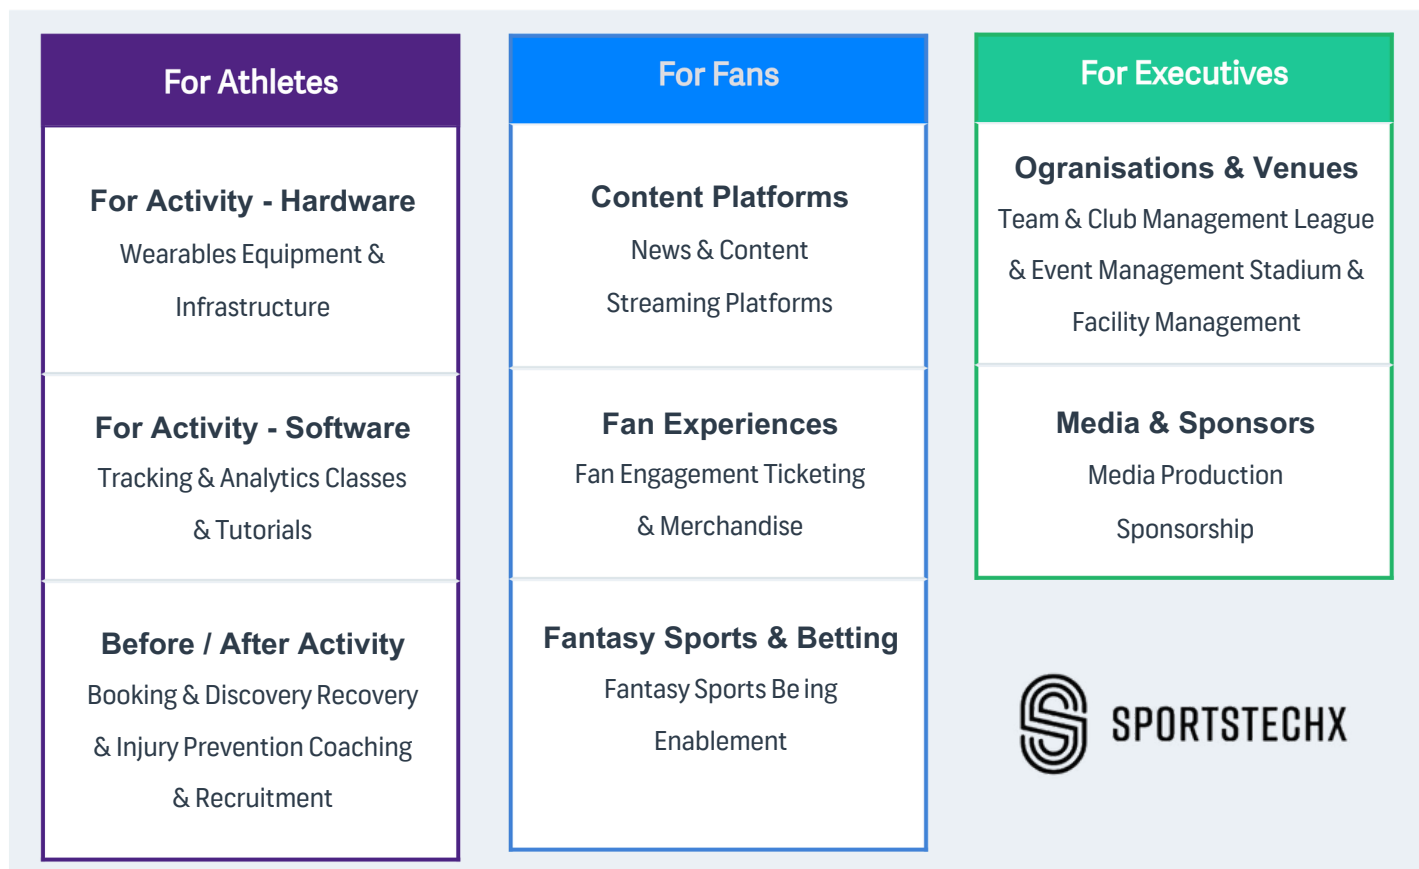 For Athletes
For Activity - Hardware
Wearables Equipment &
Infrastructure
For Activity - Software
Tracking & Analytics Classes
& Tutorials
Before / After Activity
Booking & Discovery Recovery
& Injury Prevention Coaching
& Recruitment
For Fans
Content Platforms
News & Content
Streaming Platforms
Fan Experiences
Fan Engagement Ticketing
& Merchandise
Fantasy Sports & Betting
Fantasy Sports Be ing
Enablement
For Executives
Ogranisations & Venues
Team & Club Management League
& Event Management Stadium &
Facility Management
Media & Sponsors
Media Production
Sponsorship
SPORTSTECHX